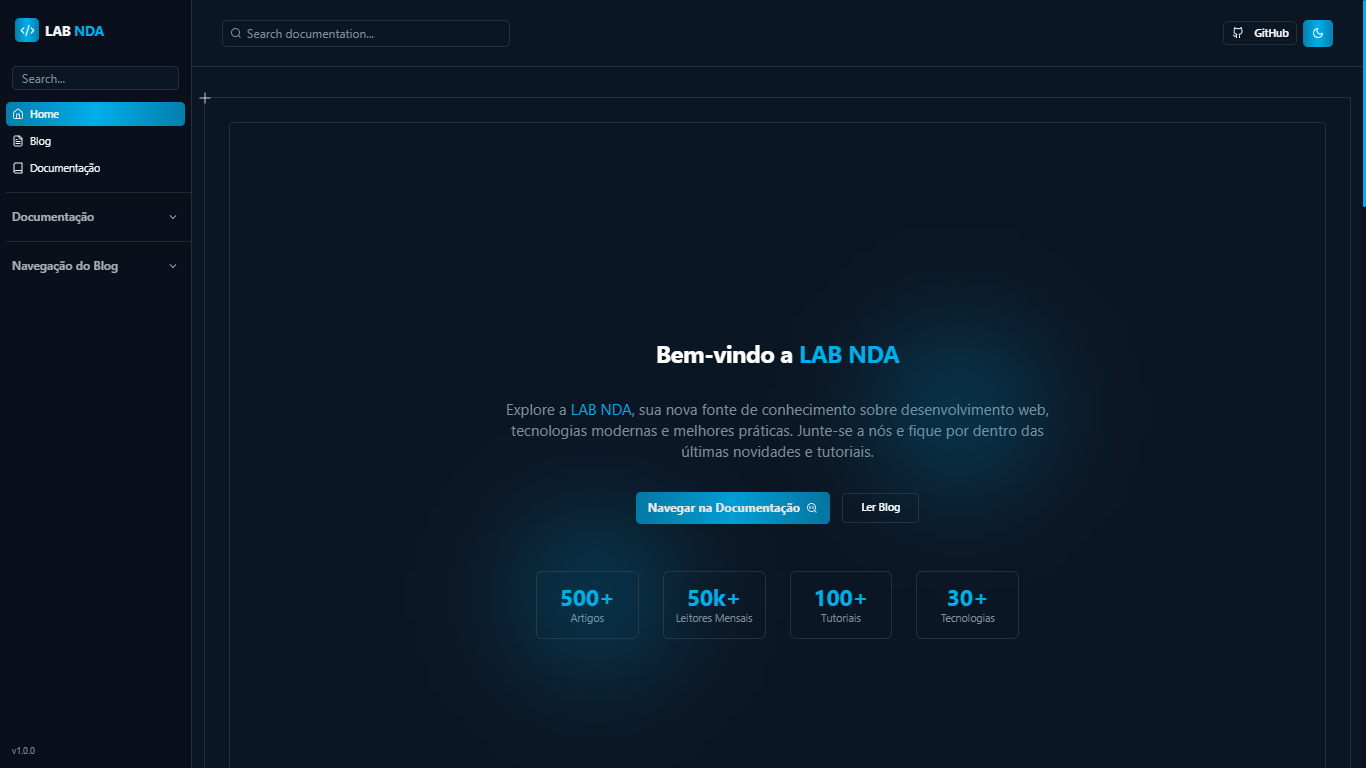 LAB NDA
Search...
Home
Blog
Documentação
Documentação
Navegação do Blog
v1.0.0
Search documentation...
GitHub
Bem-vindo a LAB NDA
Explore a LAB NDA, sua nova fonte de conhecimento sobre desenvolvimento web,
tecnologias modernas e melhores práticas. Junte-se a nós e fique por dentro das
últimas novidades e tutoriais.
Navegar na Documentação
Ler Blog
500+
Artigos
50k+
Leitores Mensais
100+
Tutoriais
30+
Tecnologias